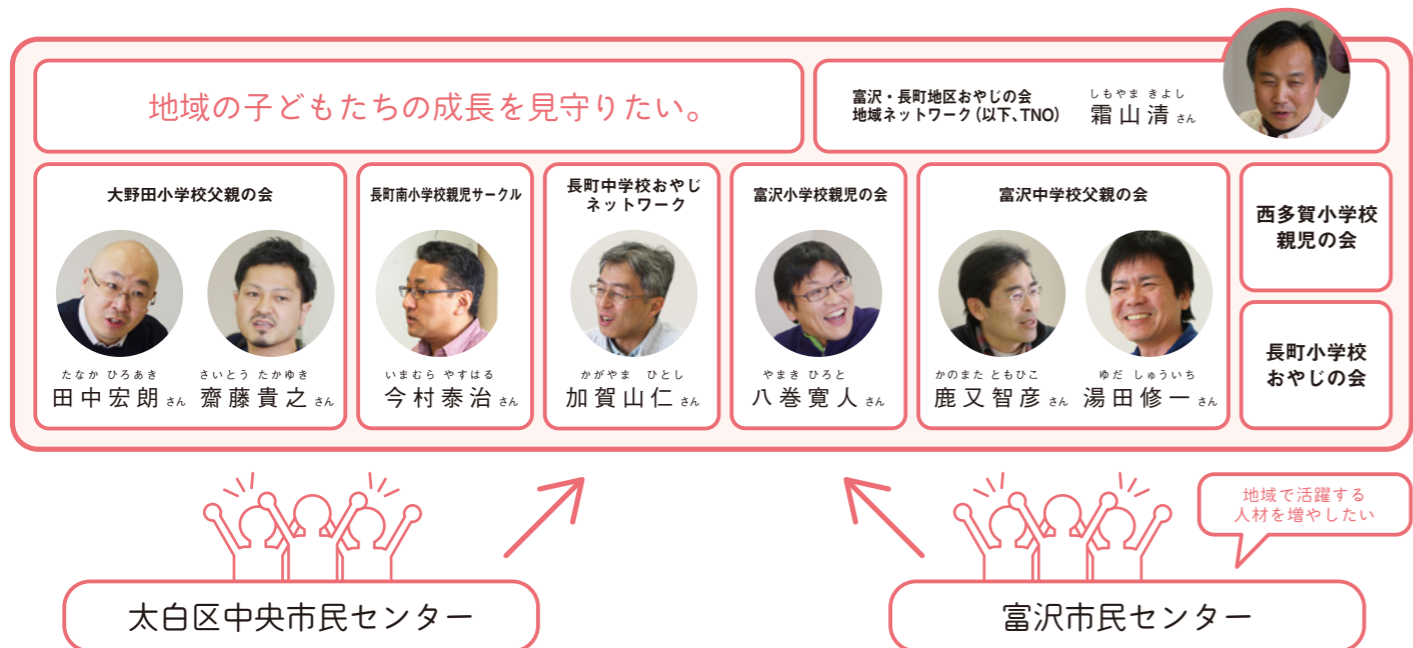 地域の子どもたちの成長を見守りたい。
富沢・長町地区おやじの会
地域ネットワーク(以下、TNO)
しもやま きよし
霜山清さん
大野田小学校父親の会
たなか ひろあき
田中宏朗さん
さいとう たかゆき
齋藤貴之さん
長町南小学校親児サークル
いまむら やすはる
今村泰治さん
長町中学校おやじ
ネットワーク
かがやま ひとし
加賀山仁さん
富沢小学校親児の会
やまき ひろと
八巻寛人さん
富沢中学校父親の会
かのまた ともひこ
鹿又智彦さん
ゆだ しゅういち
湯田修一さん
西多賀小学校
親児の会
長町小学校
おやじの会
地域で活躍する
人材を増やしたい
太白区中央市民センター
富沢市民センター